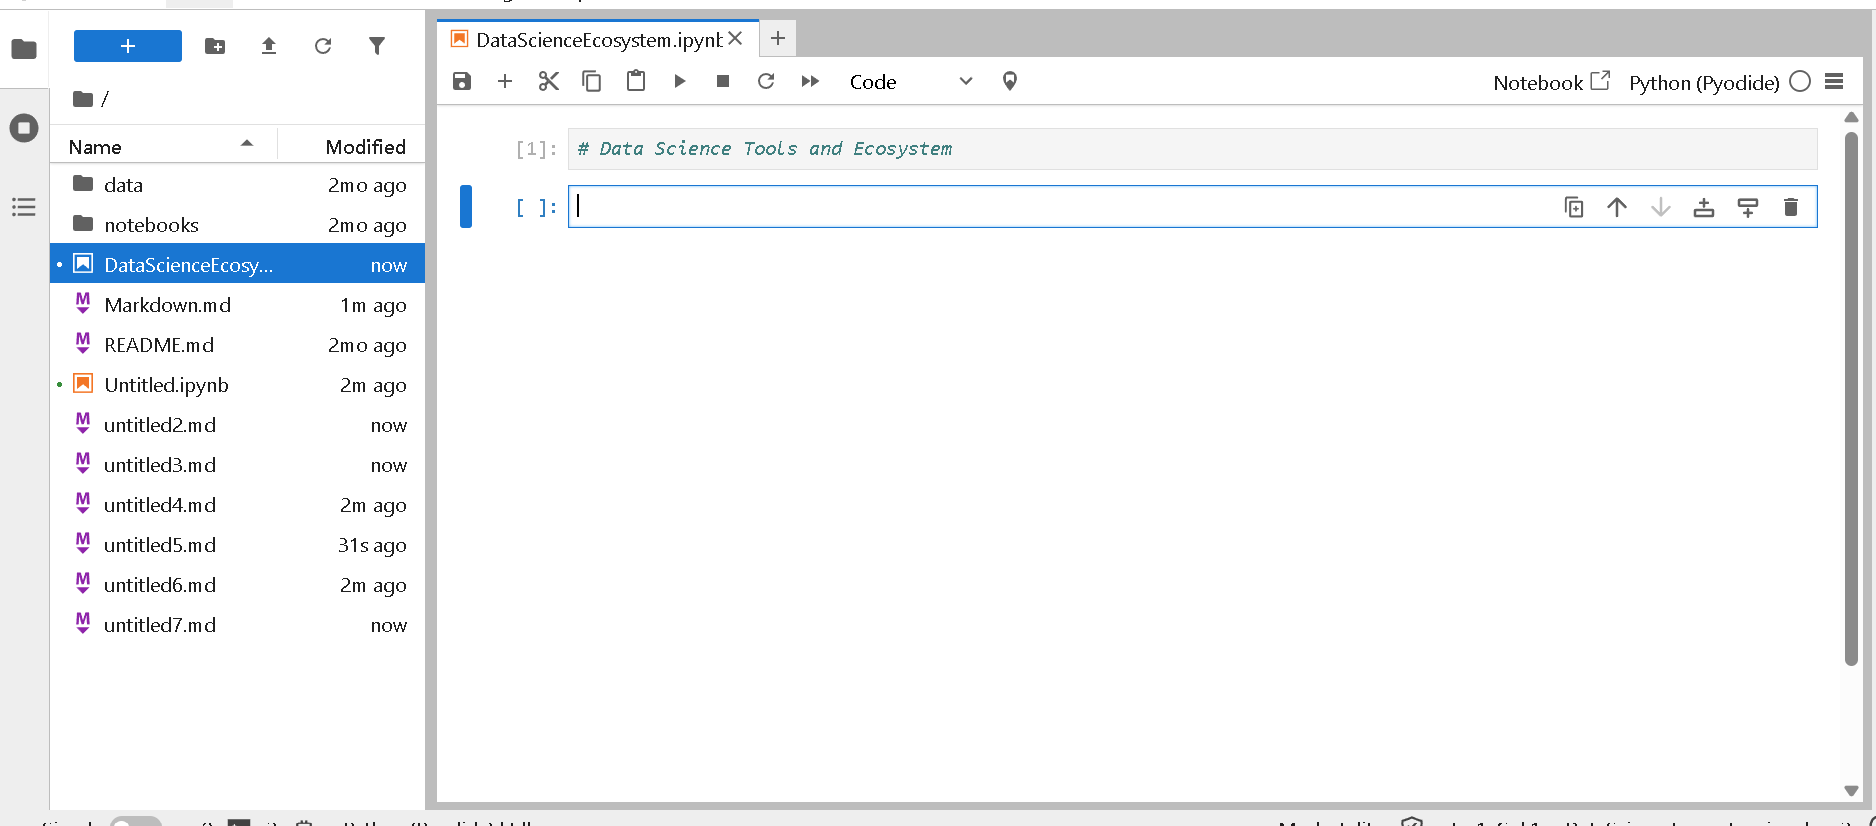 /
Name Modified
data 2mo ago
notebooks 2mo ago
DataScienceEcosy... now
Markdown.md 1m ago
README.md 2mo ago
Untitled.ipynb 2m ago
untitled2.md now
untitled3.md now
untitled4.md 2m ago
untitled5.md 31s ago
untitled6.md 2m ago
untitled7.md now
DataScienceEcosystem.ipynb
Code
Notebook Python (Pyodide)
[1]: # Data Science Tools and Ecosystem
[ ]: